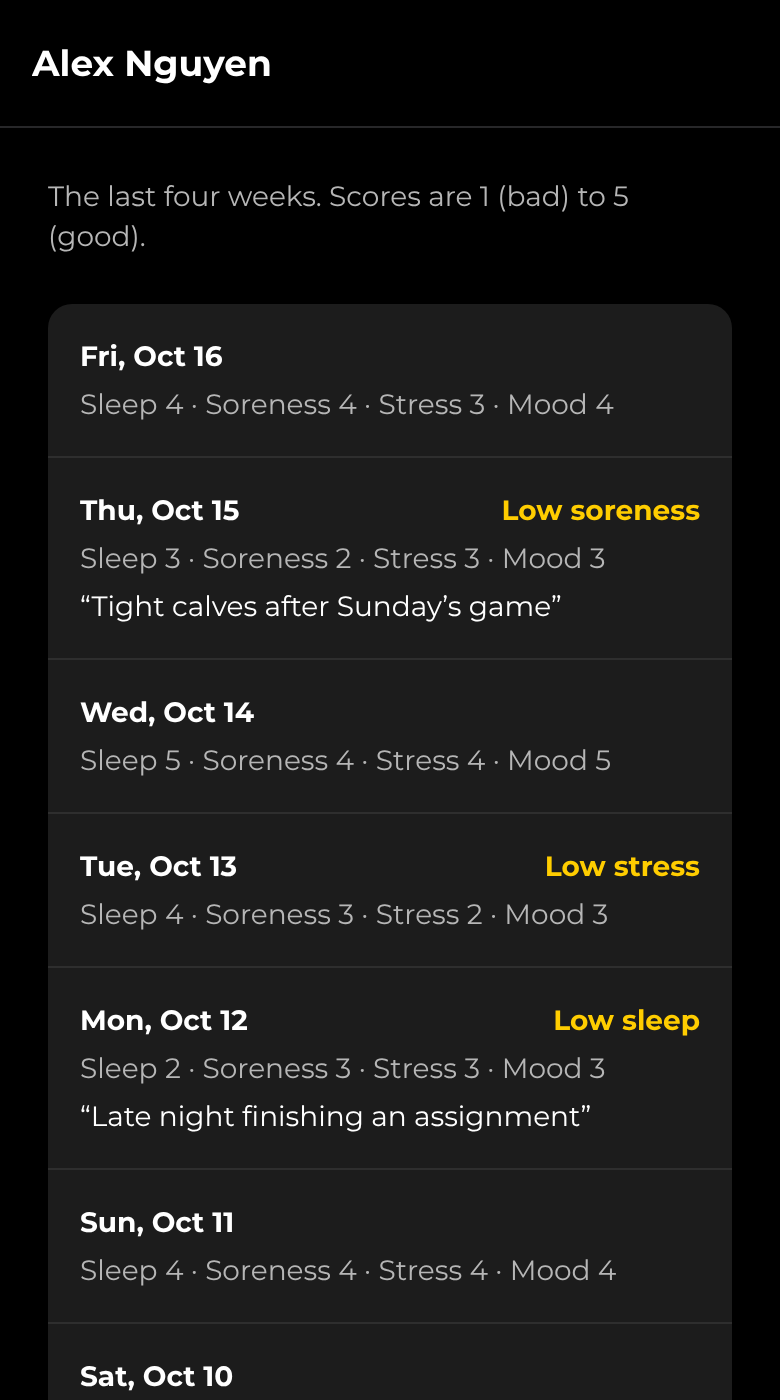 Alex Nguyen
The last four weeks. Scores are 1 (bad) to 5
(good).
Fri, Oct 16
Sleep 4 · Soreness 4 · Stress 3 · Mood 4
Thu, Oct 15
Low soreness
Sleep 3 · Soreness 2 · Stress 3 · Mood 3
“Tight calves after Sunday’s game”
Wed, Oct 14
Sleep 5 · Soreness 4 · Stress 4 · Mood 5
Tue, Oct 13
Low stress
Sleep 4 · Soreness 3 · Stress 2 · Mood 3
Mon, Oct 12
Low sleep
Sleep 2 · Soreness 3 · Stress 3 · Mood 3
“Late night finishing an assignment”
Sun, Oct 11
Sleep 4 · Soreness 4 · Stress 4 · Mood 4
Sat, Oct 10